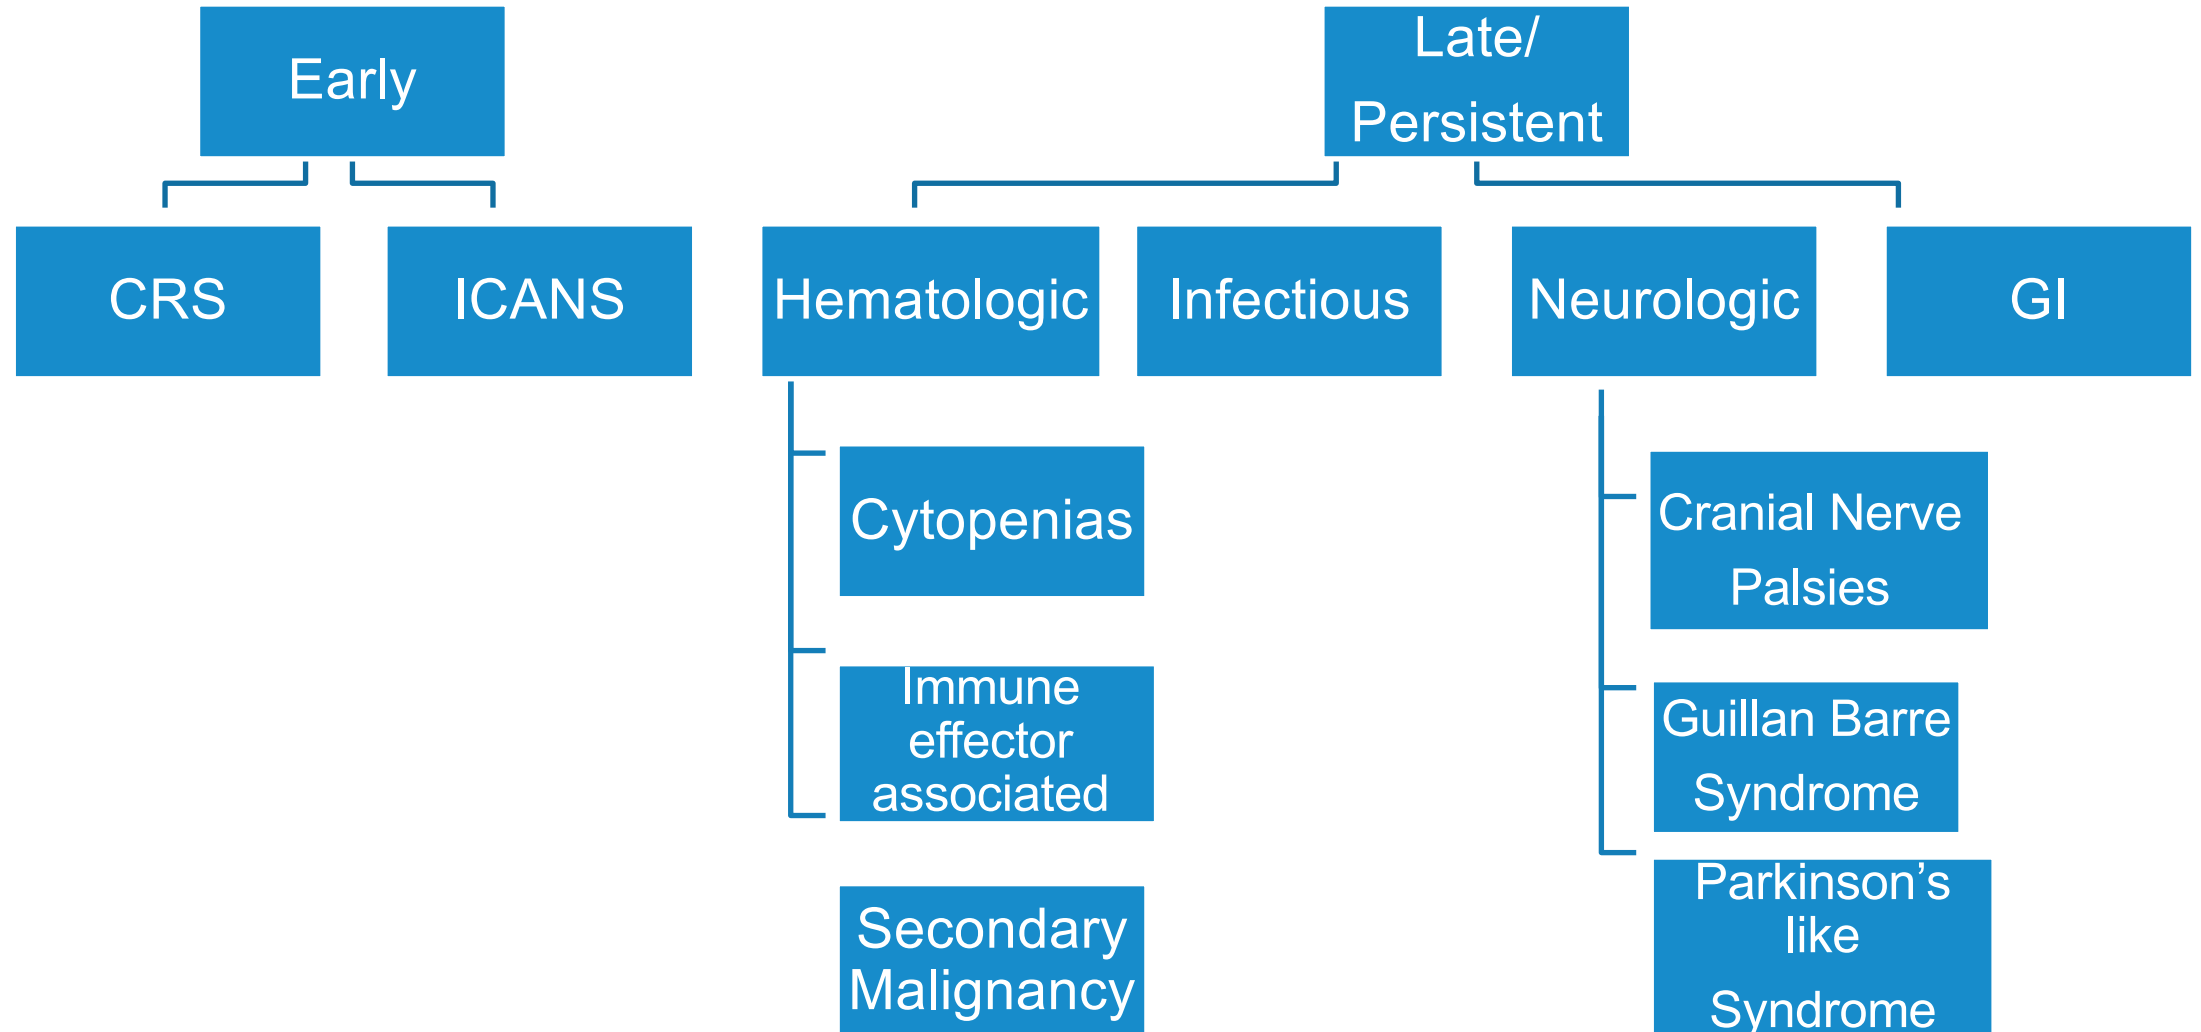 Early
Late/
Persistent
CRS
ICANS
Hematologic
Infectious
Neurologic
GI
Cytopenias
Immune
effector
associated
Secondary
Malignancy
Cranial Nerve
Palsies
Guillan Barre
Syndrome
Parkinson’s
like
Syndrome